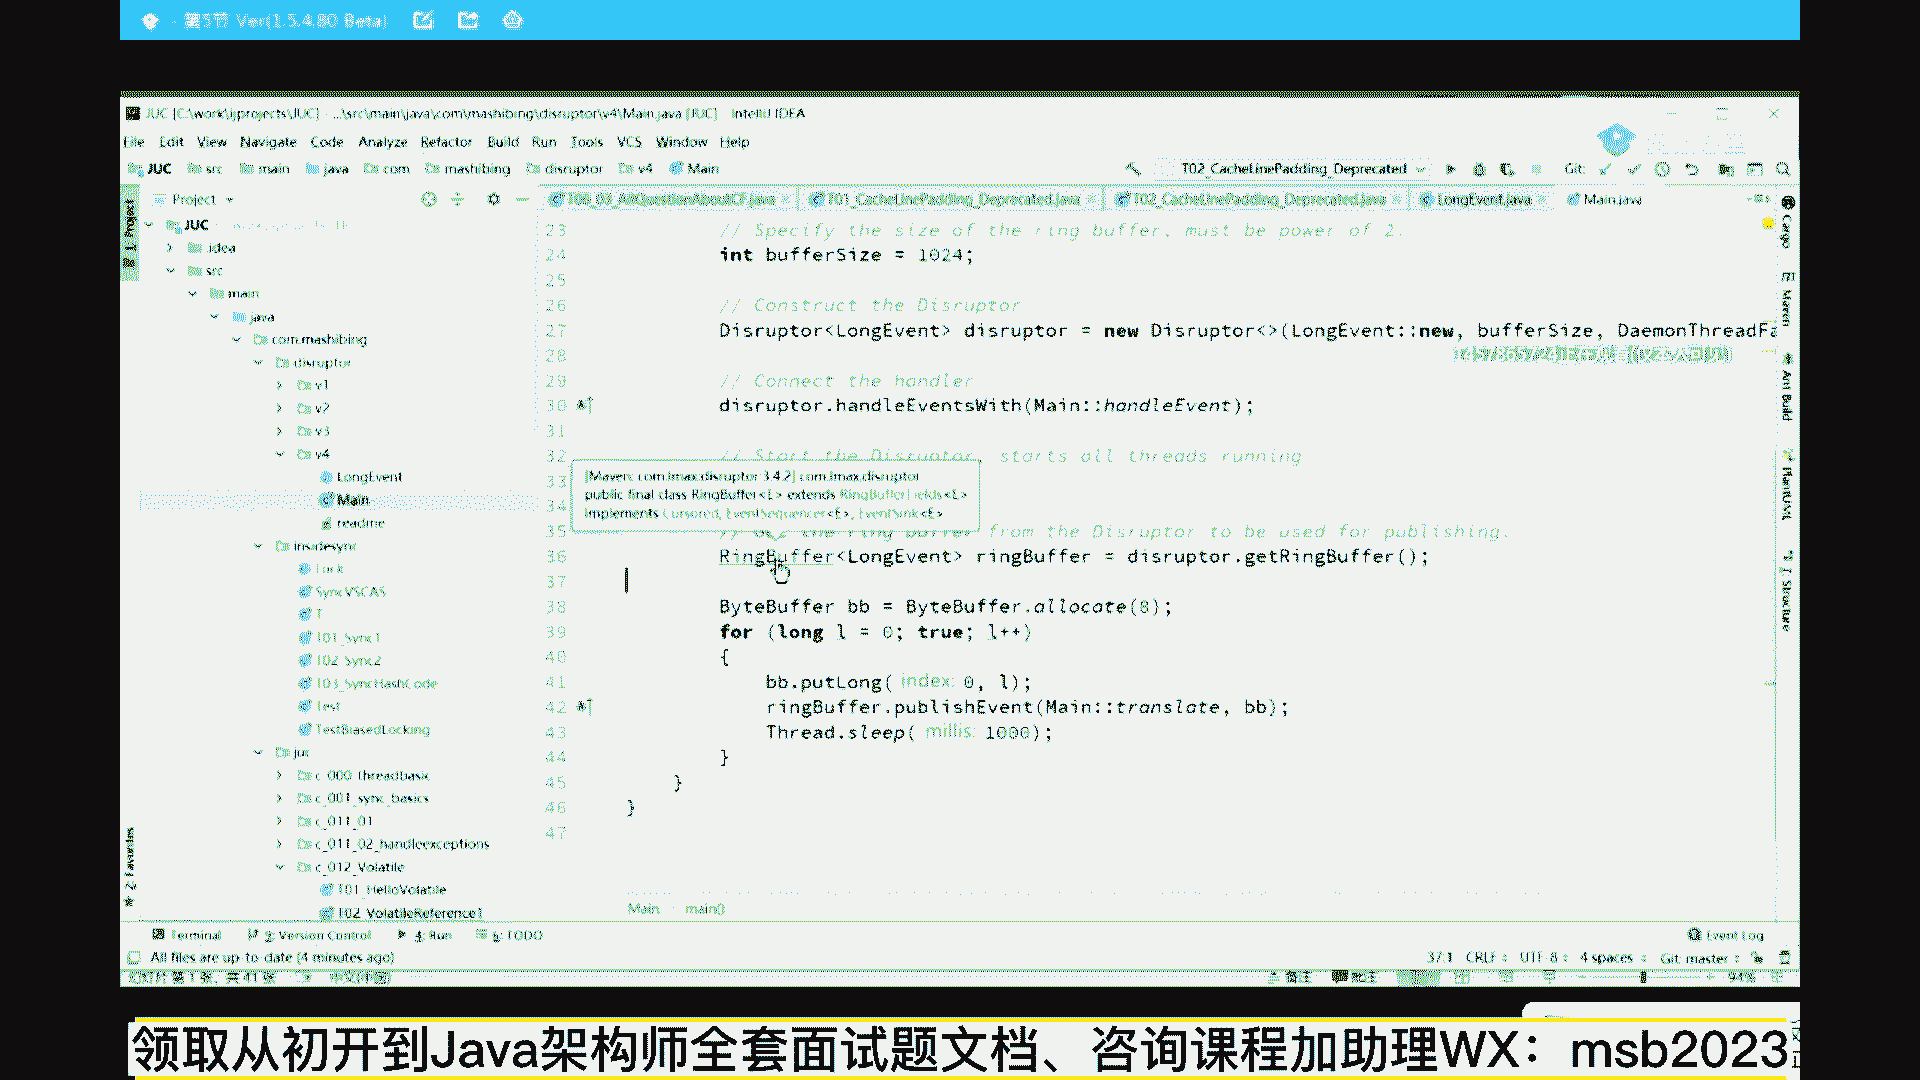 Ver(1.5.4.80 Beta)
JUC [C:\work\ijprojects\JUC] - ...\src\main\java\com\mashibing\disruptor\v4\Main.java [JUC] - IntelliJ IDEA
File Edit View Navigate Code Analyze Refactor Build Run Tools VCS Window Help
JUC src main java com mashibing disruptor v4 Main
T02_CacheLinePadding_Deprecated
Git:
Project
T01_CacheLinePadding_Deprecated.java
T02_CacheLinePadding_Deprecated.java
LongEvent.java
Main.java
JUC
.idea
src
main
java
com.mashibing
disruptor
v1
v2
v3
v4
LongEvent
Main
readme
insidesync
Lock
SyncVSCAS
T
T01_Sync1
T02_Sync2
T03_SyncHashCode
Test
TestBiasedLocking
juc
c_000_threadbasic
c_001_sync_basics
c_011_01
c_011_02_handleexceptions
c_012_Volatile
T01_HelloVolatile
T02_VolatileReference1
23 // Specify the size of the ring buffer, must be power of 2.
24 int bufferSize = 1024;
25
26 // Construct the Disruptor
27 Disruptor<LongEvent> disruptor = new Disruptor<>(LongEvent::new, bufferSize, DaemonThreadFa
28
29 // Connect the handler
30 disruptor.handleEventsWith(Main::handleEvent);
31
32 // Start the Disruptor, starts all threads running
33
34
[Maven: com.lmax:disruptor:3.4.2] com.lmax.disruptor
public final class RingBuffer<E> extends RingBufferFields<E>
implements Cursored, EventSequencer<E>, EventSink<E>
35 // Get the ring buffer from the Disruptor to be used for publishing.
36 RingBuffer<LongEvent> ringBuffer = disruptor.getRingBuffer();
37
38 ByteBuffer bb = ByteBuffer.allocate(8);
39 for (long l = 0; true; l++)
40 {
41 bb.putLong( index: 0, l);
42 ringBuffer.publishEvent(Main::translate, bb);
43 Thread.sleep( millis: 1000);
44 }
45 }
46 }
47
Main main()
1: Project
2: Favorites
Cargo
Maven
Ant Build
PlantUML
7: Structure
Terminal 9: Version Control 4: Run 6: TODO
Event Log
All files are up-to-date (4 minutes ago)
37:1 CRLF UTF-8 4 spaces Git: master
94%
领取从初开到Java架构师全套面试题文档、咨询课程加助理WX：msb2023